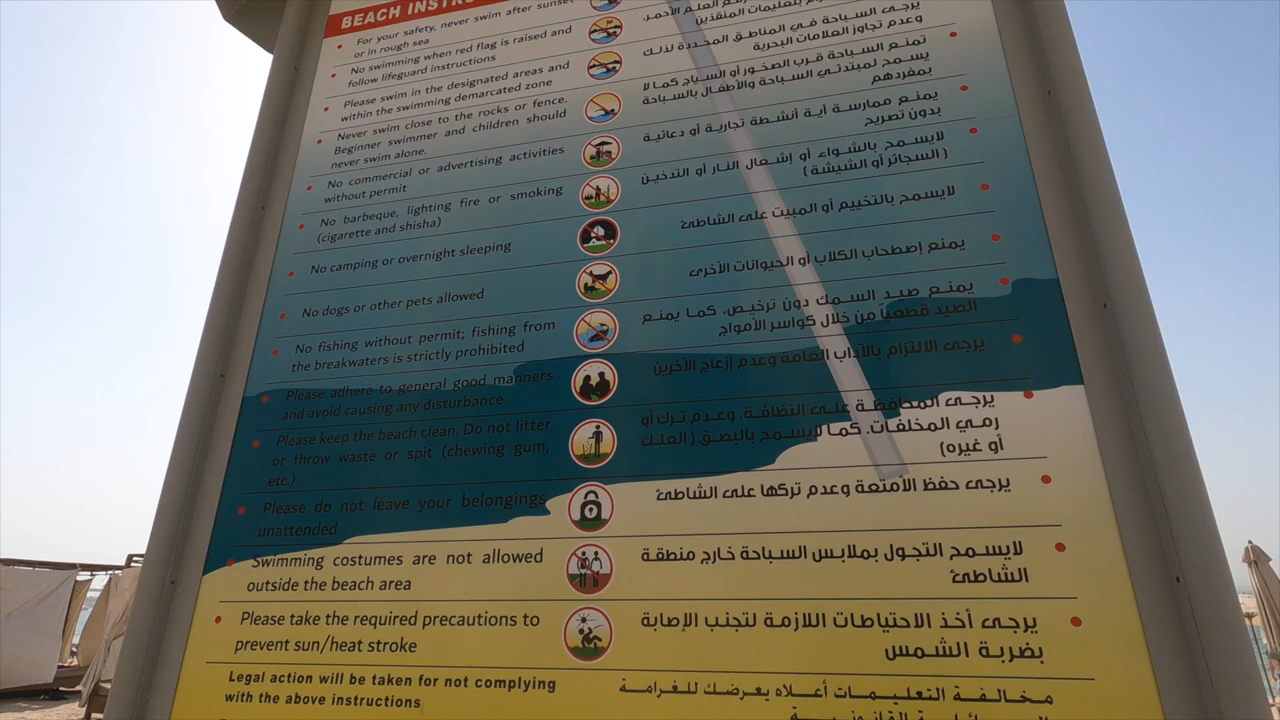 BEACH
For your safety, never swim after sunset
or in rough sea
No swimming when red flag is raised and
follow lifeguard instructions
Please swim in the designated areas and
within the swimming demarcated zone
Never swim close to the rocks or fence.
Beginner swimmer and children should
never swim alone.
No commercial or advertising activities
without permit
No barbeque, lighting fire or smoking
(cigarette and shisha)
No camping or overnight sleeping
No dogs or other pets allowed
No fishing without permit; fishing from
the breakwaters is strictly prohibited
Please adhere to general good manners
and avoid causing any disturbance
Please keep the beach clean. Do not litter
or throw waste or spit (chewing gum,
etc.)
Please do not leave your belongings
unattended
Swimming costumes are not allowed
outside the beach area
Please take the required precautions to
prevent sun/heat stroke
Legal action will be taken for not complying
with the above instructions
بتعليمات المنقذين
يرجى السباحة في المناطق المحددة لذلك
وعدم تجاوز العلامات البحرية
تمنع السباحة قرب الصخور أو السياج كما لا
يسمح لمبتدئي السباحة والأطفال بالسباحة
بمفردهم
يمنع ممارسة أية أنشطة تجارية أو دعائية
بدون تصريح
لايسمح بالشواء أو إشعال النار أو التدخين
(السجائر أو الشيشة)
لايسمح بالتخييم أو المبيت على الشاطئ
يمنع إصطحاب الكلاب أو الحيوانات الأخرى
يمنع صيد السمك دون ترخيص، كما يمنع
الصيد قطعياً من خلال كواسر الأمواج
يرجى الالتزام بالآداب العامة وعدم إزعاج الآخرين
يرجى المحافظة على النظافة، وعدم ترك أو
رمي المخلفات، كما لايسمح بالبصق (العلك
أو غيره)
يرجى حفظ الأمتعة وعدم تركها على الشاطئ
لايسمح التجول بملابس السباحة خارج منطقة
الشاطئ
يرجى أخذ الاحتياطات اللازمة لتجنب الإصابة
بضربة الشمس
مخالفة التعليمات أعلاه يعرضك للغرامة